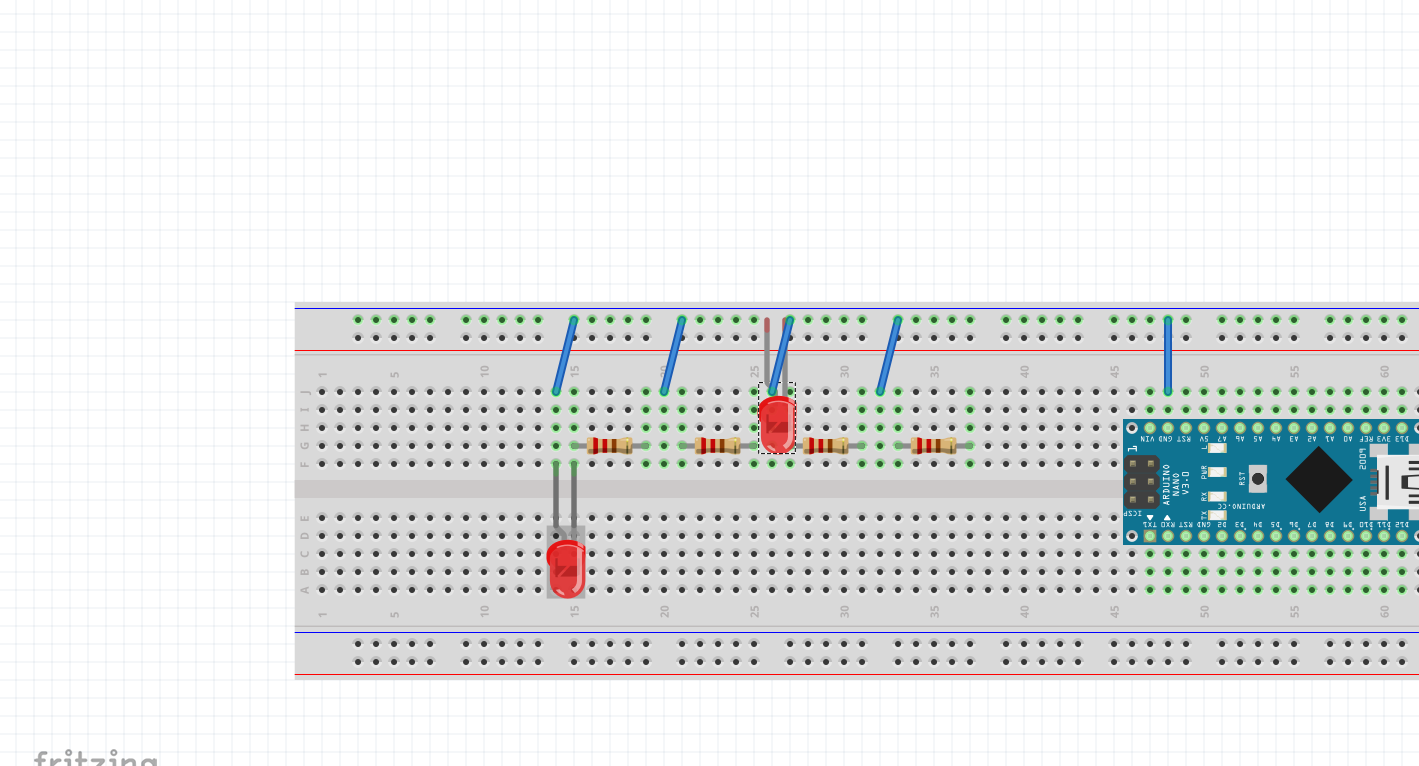 1 5 10 15 20 25 30 35 40 45 50 55 60
J
I
H
G
F
VIN GND RST 5V A7 A6 A5 A4 A3 A2 A1 A0 REF 3V3 D13
1
L
PWR
RX
TX
RST
ARDUINO
NANO
V3.0
ICSP
ARDUINO.CC
2009
USA
TX1 RX0 RST GND D2 D3 D4 D5 D6 D7 D8 D9 D10 D11 D12
E
D
C
B
A
1 5 10 15 20 25 30 35 40 45 50 55 60
fritzing